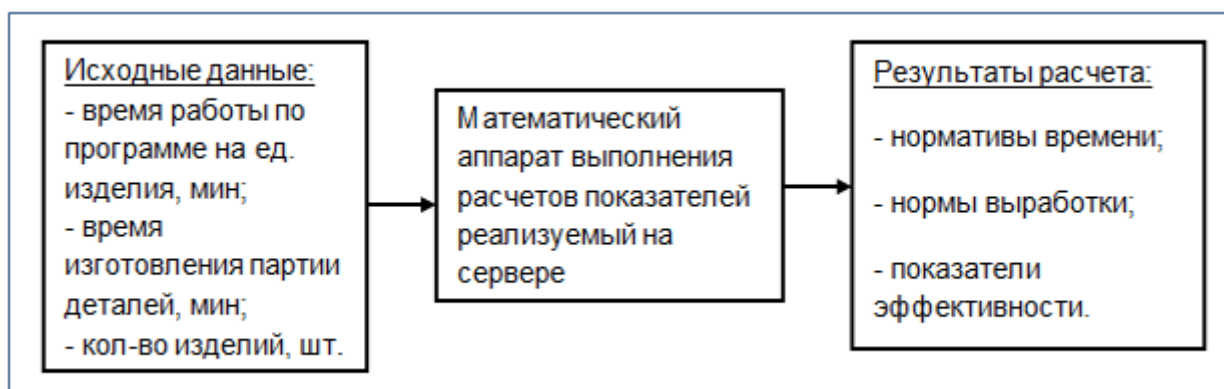 Исходные данные:
- время работы по
программе на ед.
изделия, мин;
- время
изготовления партии
деталей, мин;
- кол-во изделий, шт.
Математический
аппарат выполнения
расчетов показателей
реализуемый на
сервере
Результаты расчета:
- нормативы времени;
- нормы выработки;
- показатели
эффективности.